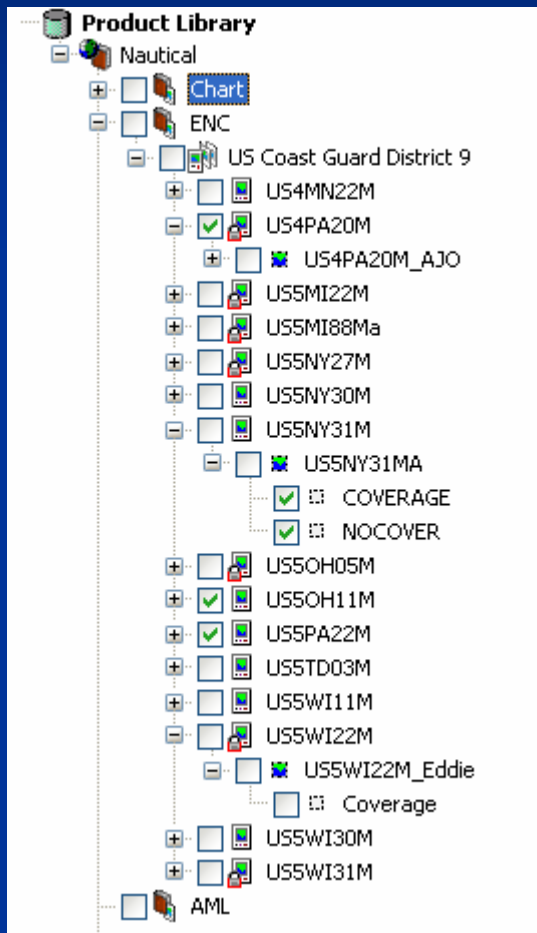 Product Library
Nautical
Chart
ENC
US Coast Guard District 9
US4MN22M
US4PA20M
US4PA20M_AJO
US5MI22M
US5MI88Ma
US5NY27M
US5NY30M
US5NY31M
US5NY31MA
COVERAGE
NOCOVER
US5OH05M
US5OH11M
US5PA22M
US5TD03M
US5WI11M
US5WI22M
US5WI22M_Eddie
Coverage
US5WI30M
US5WI31M
AML